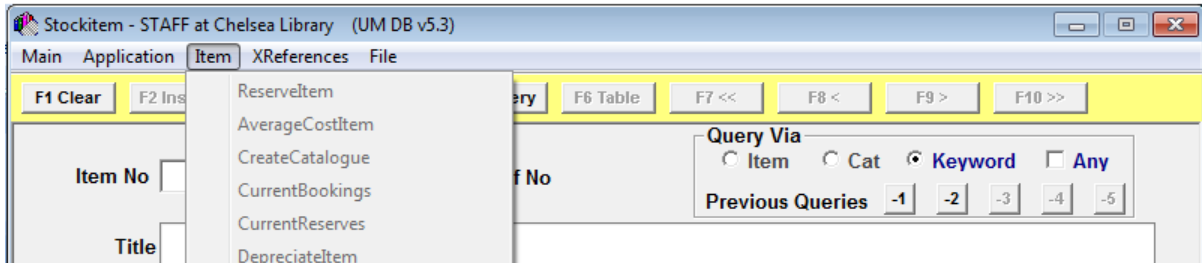 Stockitem - STAFF at Chelsea Library (UM DB v5.3)
Main Application Item XReferences File
F1 Clear F2 Ins ery F6 Table F7 << F8 < F9 > F10 >>
ReserveItem
AverageCostItem
Query Via
CreateCatalogue
Item Cat Keyword Any
Item No f No
CurrentBookings
Previous Queries -1 -2 -3 -4 -5
CurrentReserves
Title
DepreciateItem